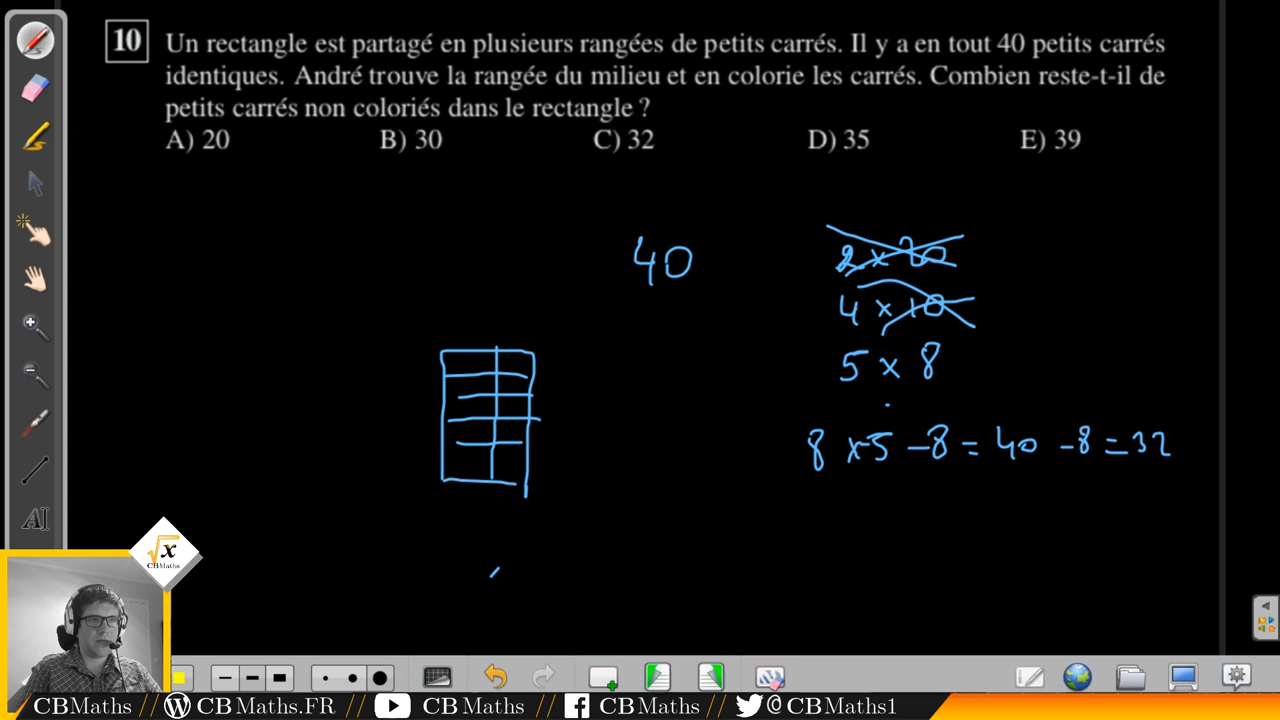 10
Un rectangle est partagé en plusieurs rangées de petits carrés. Il y a en tout 40 petits carrés
identiques. André trouve la rangée du milieu et en colorie les carrés. Combien reste-t-il de
petits carrés non coloriés dans le rectangle ?
A) 20 B) 30 C) 32 D) 35 E) 39
40
2 x 20
4 x 10
5 x 8
8 x 5 - 8 = 40 - 8 = 32
AI
√x
CBMaths
CBMaths / CBMaths.FR / CBMaths / CBMaths / @CBMaths1